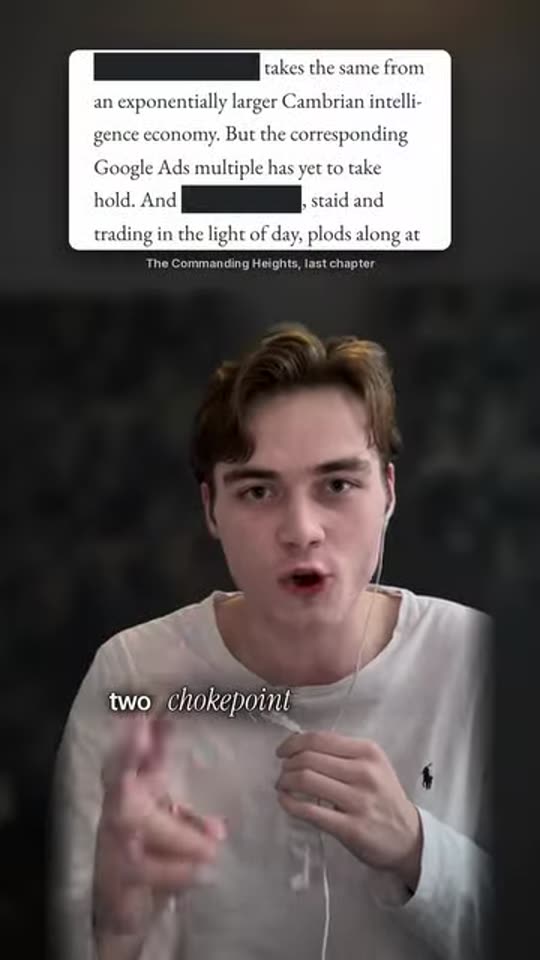 takes the same from
an exponentially larger Cambrian intelli-
gence economy. But the corresponding
Google Ads multiple has yet to take
hold. And , staid and
trading in the light of day, plods along at
The Commanding Heights, last chapter
two chokepoint